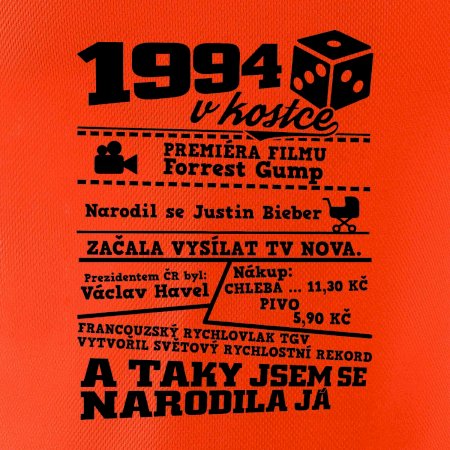 1994
v kostce
PREMIÉRA FILMU
Forrest Gump
Narodil se Justin Bieber
ZAČALA VYSÍLAT TV NOVA.
Prezidentem ČR byl:
Václav Havel
Nákup:
CHLEBA ... 11,30 KČ
PIVO
5,90 KČ
FRANCOUZSKÝ RYCHLOVLAK TGV
VYTVOŘIL SVĚTOVÝ RYCHLOSTNÍ REKORD
A TAKY JSEM SE
NARODILA JÁ